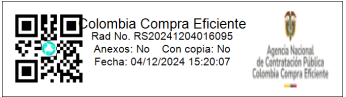 Colombia Compra Eficiente
Rad No. RS20241204016095
Anexos: No Con copia: No
Fecha: 04/12/2024 15:20:07
Agencia Nacional
de Contratación Pública
Colombia Compra Eficiente